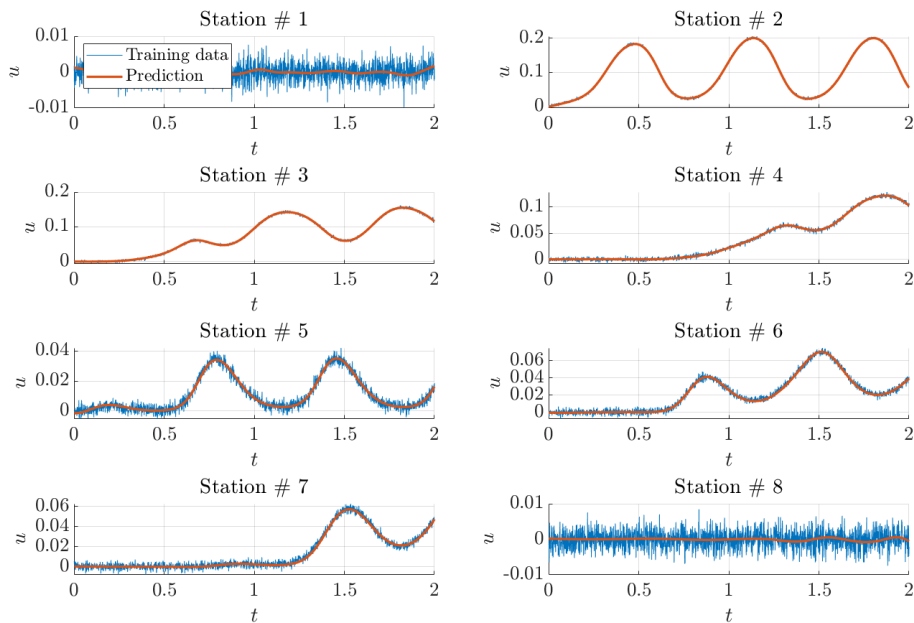 Station # 1
0.01
u
0
-0.01
Training data
Prediction
0 0.5 1 1.5 2
t
Station # 2
0.2
u
0.1
0
0 0.5 1 1.5 2
t
Station # 3
0.2
u
0.1
0
0 0.5 1 1.5 2
t
Station # 4
0.1
u
0.05
0
0 0.5 1 1.5 2
t
Station # 5
0.04
u
0.02
0
0 0.5 1 1.5 2
t
Station # 6
0.06
u
0.04
0.02
0
0 0.5 1 1.5 2
t
Station # 7
0.06
u
0.04
0.02
0
0 0.5 1 1.5 2
t
Station # 8
0.01
u
0
-0.01
0 0.5 1 1.5 2
t